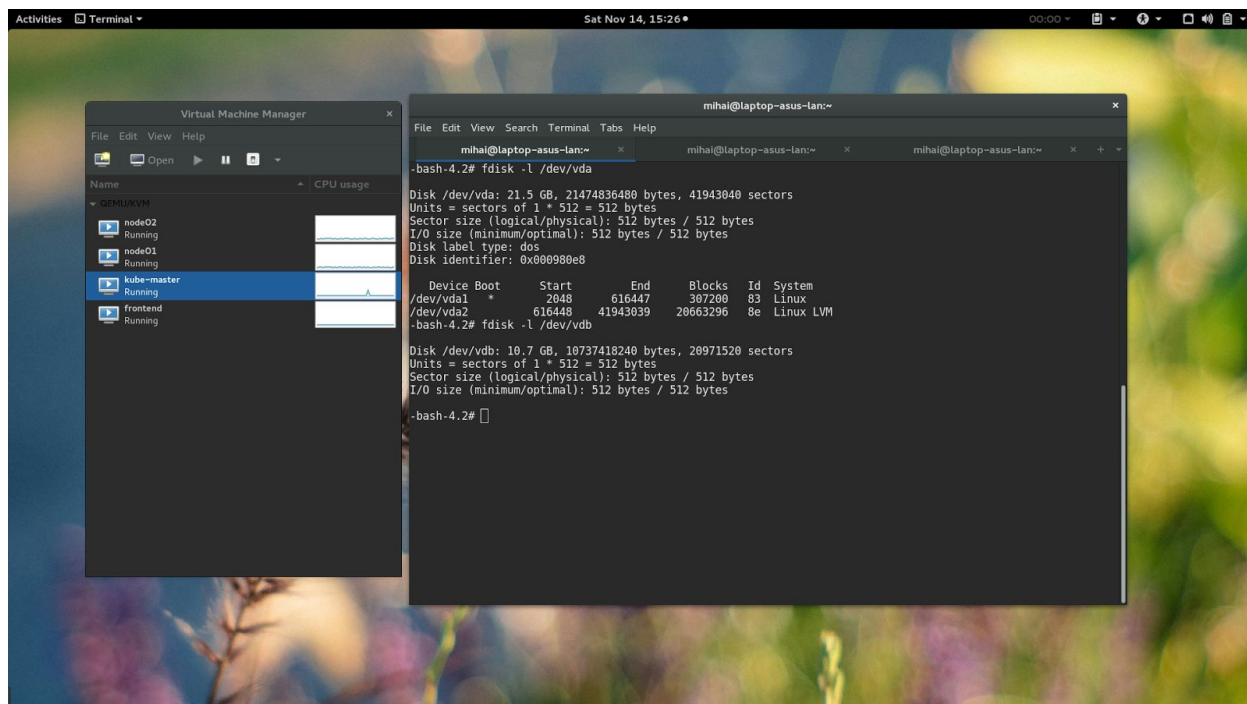 Activities Terminal Sat Nov 14, 15:26 00:00
Virtual Machine Manager
File Edit View Help
Open
Name CPU usage
QEMU/KVM
node02
Running
node01
Running
kube-master
Running
frontend
Running
mihai@laptop-asus-lan:~
File Edit View Search Terminal Tabs Help
mihai@laptop-asus-lan:~ mihai@laptop-asus-lan:~ mihai@laptop-asus-lan:~
-bash-4.2# fdisk -l /dev/vda
Disk /dev/vda: 21.5 GB, 21474836480 bytes, 41943040 sectors
Units = sectors of 1 * 512 = 512 bytes
Sector size (logical/physical): 512 bytes / 512 bytes
I/O size (minimum/optimal): 512 bytes / 512 bytes
Disk label type: dos
Disk identifier: 0x000980e8
Device Boot Start End Blocks Id System
/dev/vda1 * 2048 616447 307200 83 Linux
/dev/vda2 616448 41943039 20663296 8e Linux LVM
-bash-4.2# fdisk -l /dev/vdb
Disk /dev/vdb: 10.7 GB, 10737418240 bytes, 20971520 sectors
Units = sectors of 1 * 512 = 512 bytes
Sector size (logical/physical): 512 bytes / 512 bytes
I/O size (minimum/optimal): 512 bytes / 512 bytes
-bash-4.2#